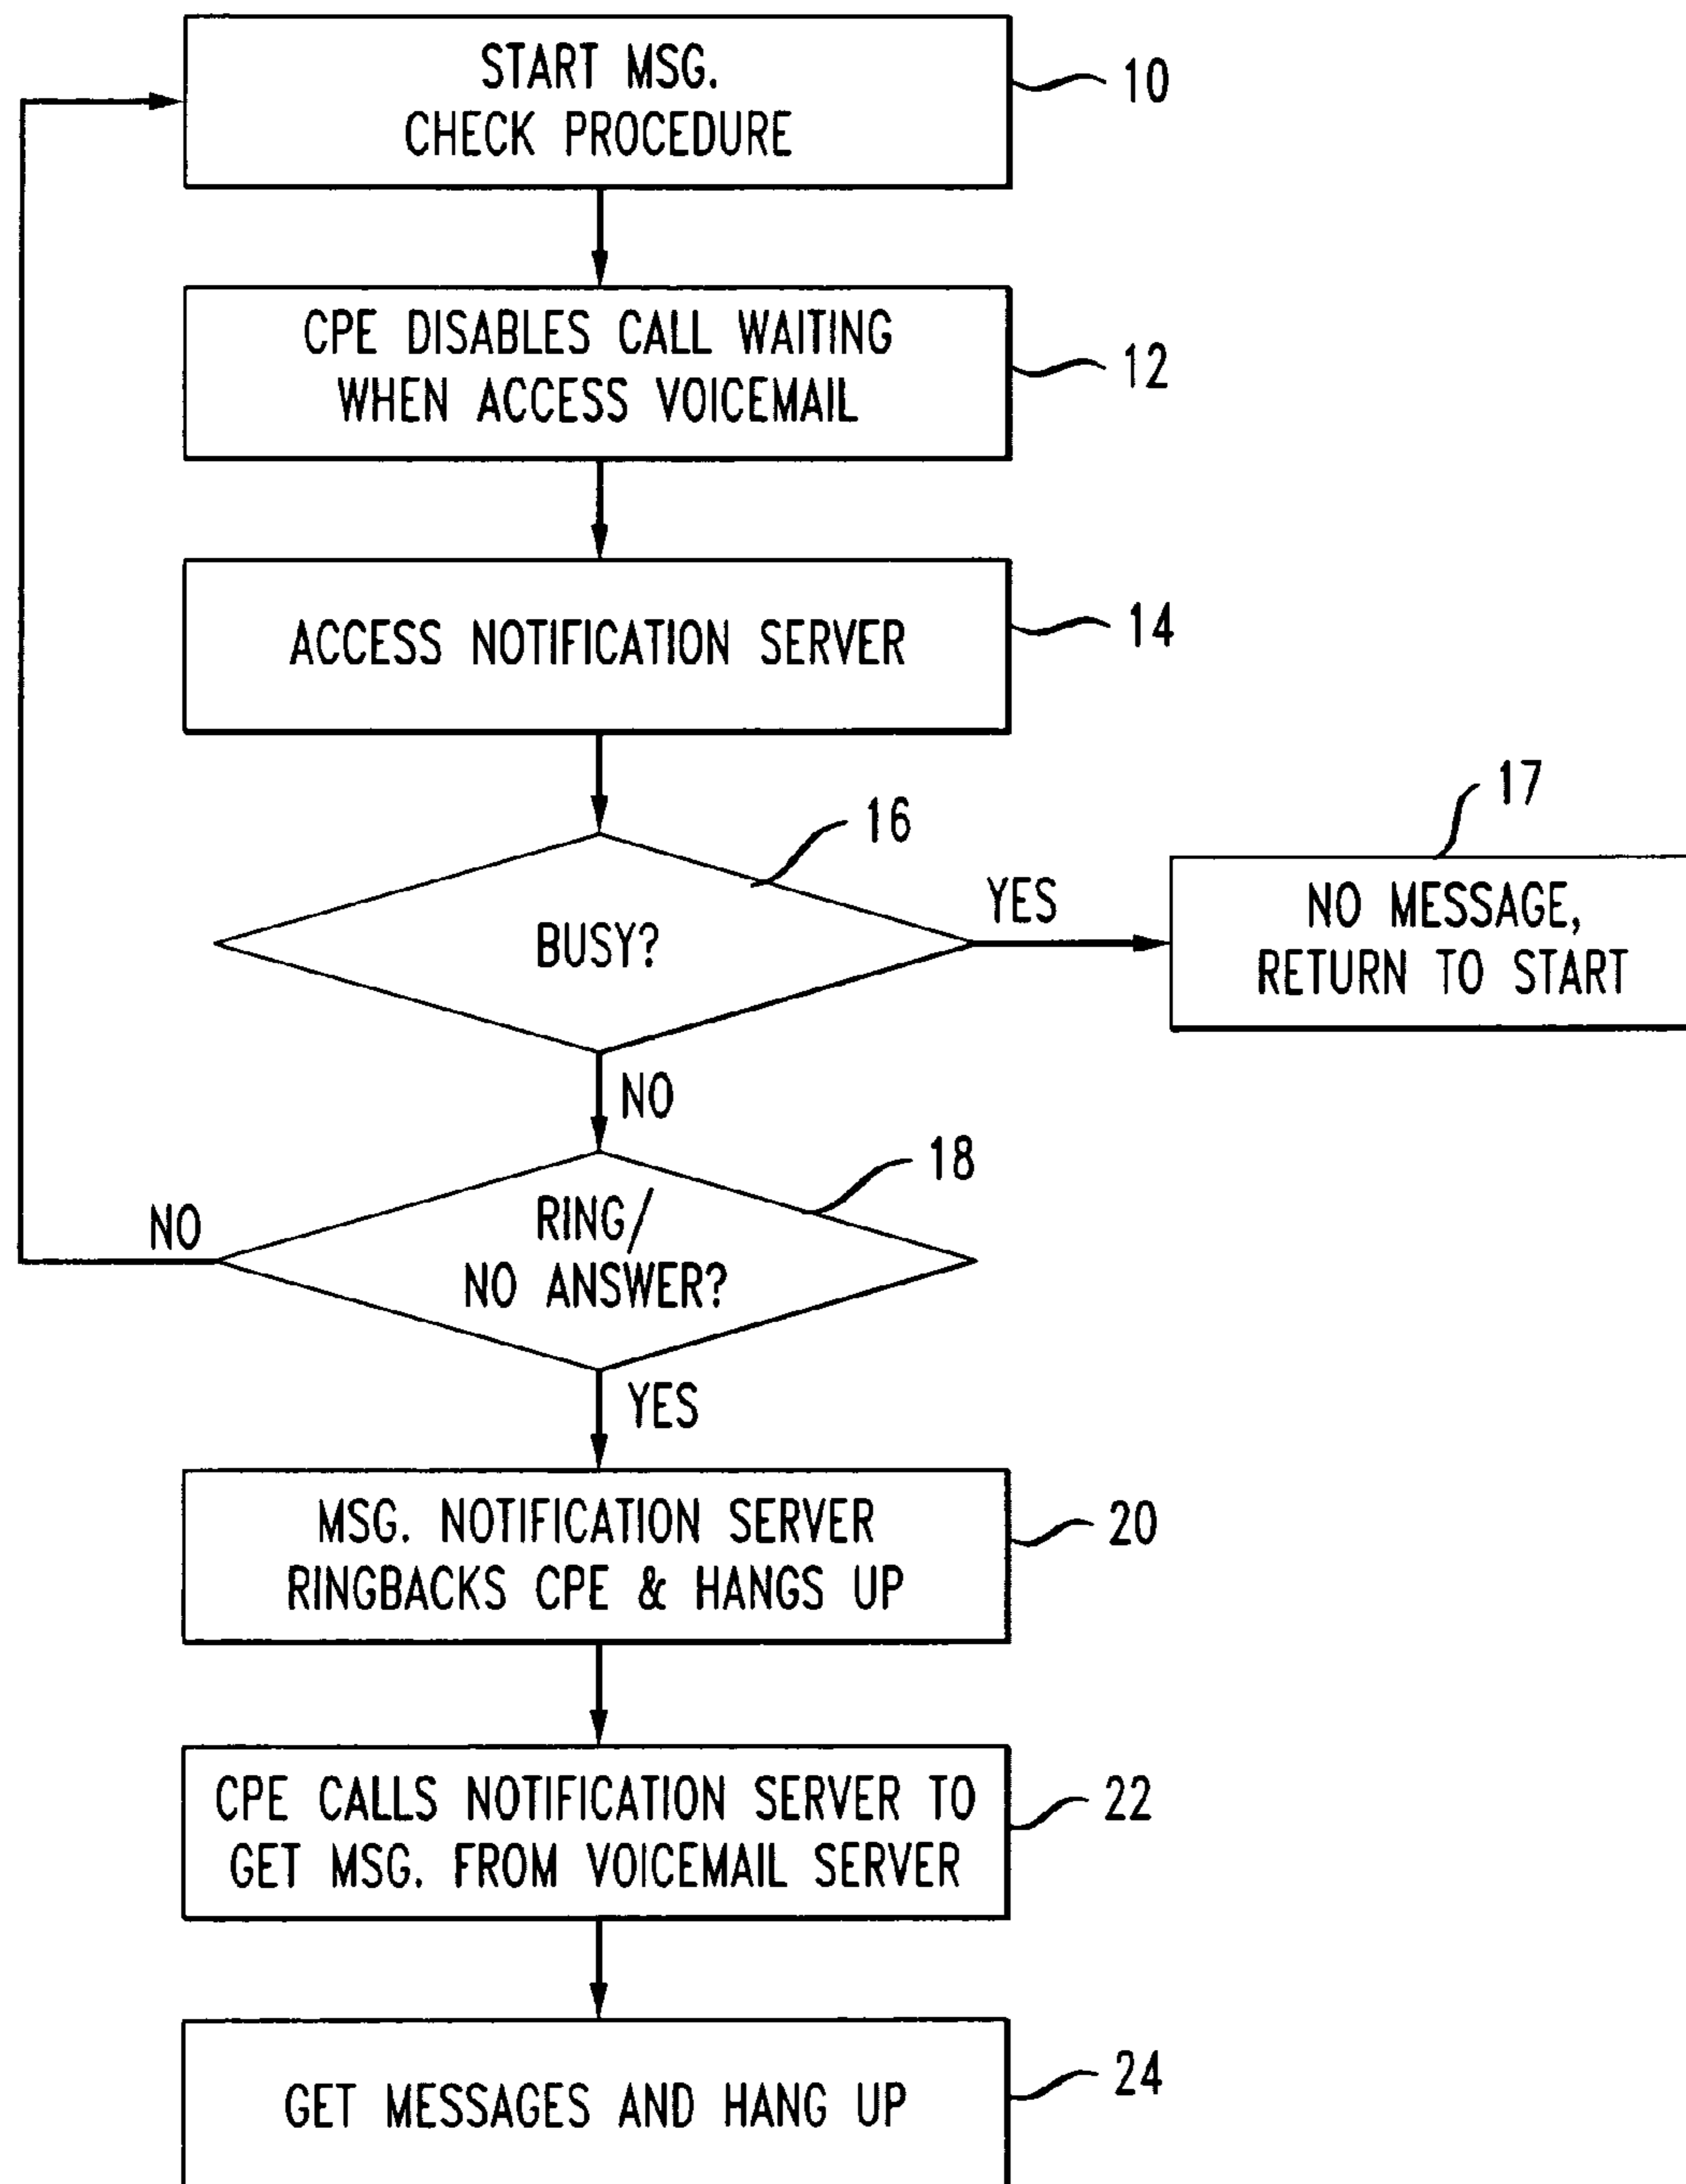 START MSG.
CHECK PROCEDURE
10
CPE DISABLES CALL WAITING
WHEN ACCESS VOICEMAIL
12
ACCESS NOTIFICATION SERVER
14
16
BUSY?
YES
17
NO MESSAGE,
RETURN TO START
NO
18
RING/
NO ANSWER?
NO
YES
MSG. NOTIFICATION SERVER
RINGBACKS CPE & HANGS UP
20
CPE CALLS NOTIFICATION SERVER TO
GET MSG. FROM VOICEMAIL SERVER
22
GET MESSAGES AND HANG UP
24